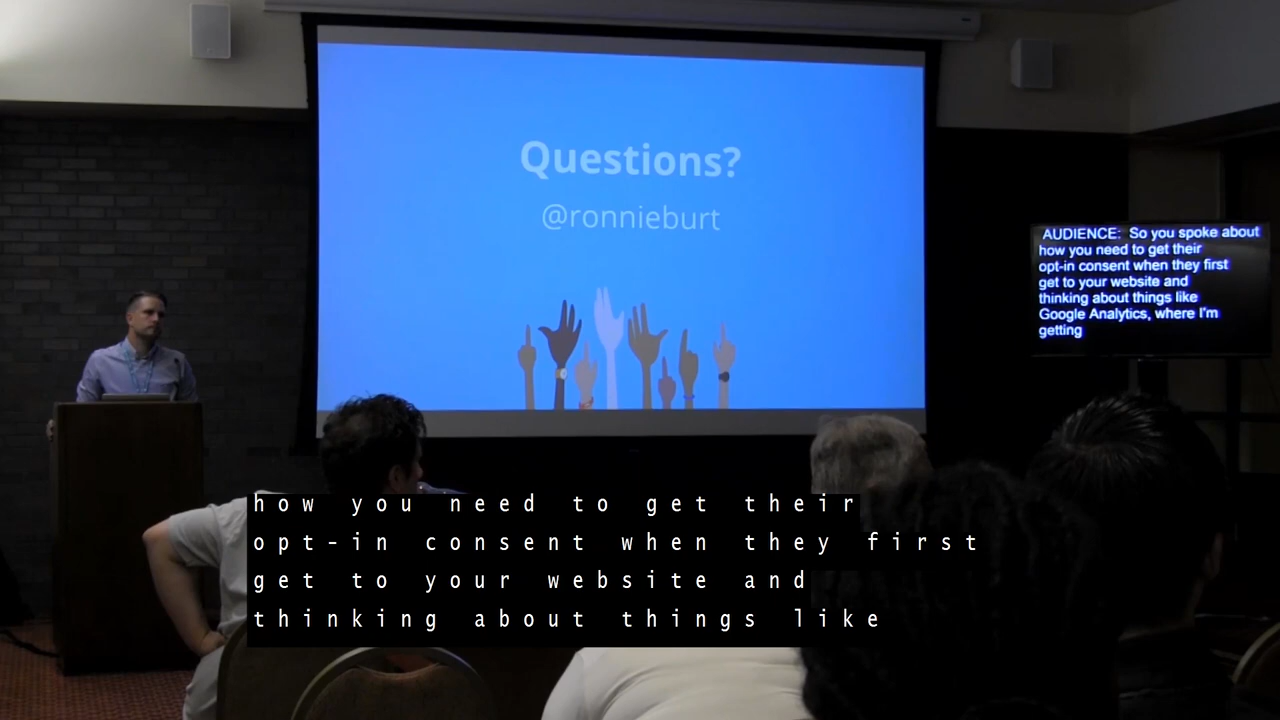 Questions?
@ronnieburt
AUDIENCE: So you spoke about
how you need to get their
opt-in consent when they first
get to your website and
thinking about things like
Google Analytics, where I'm
getting
how you need to get their
opt-in consent when they first
get to your website and
thinking about things like